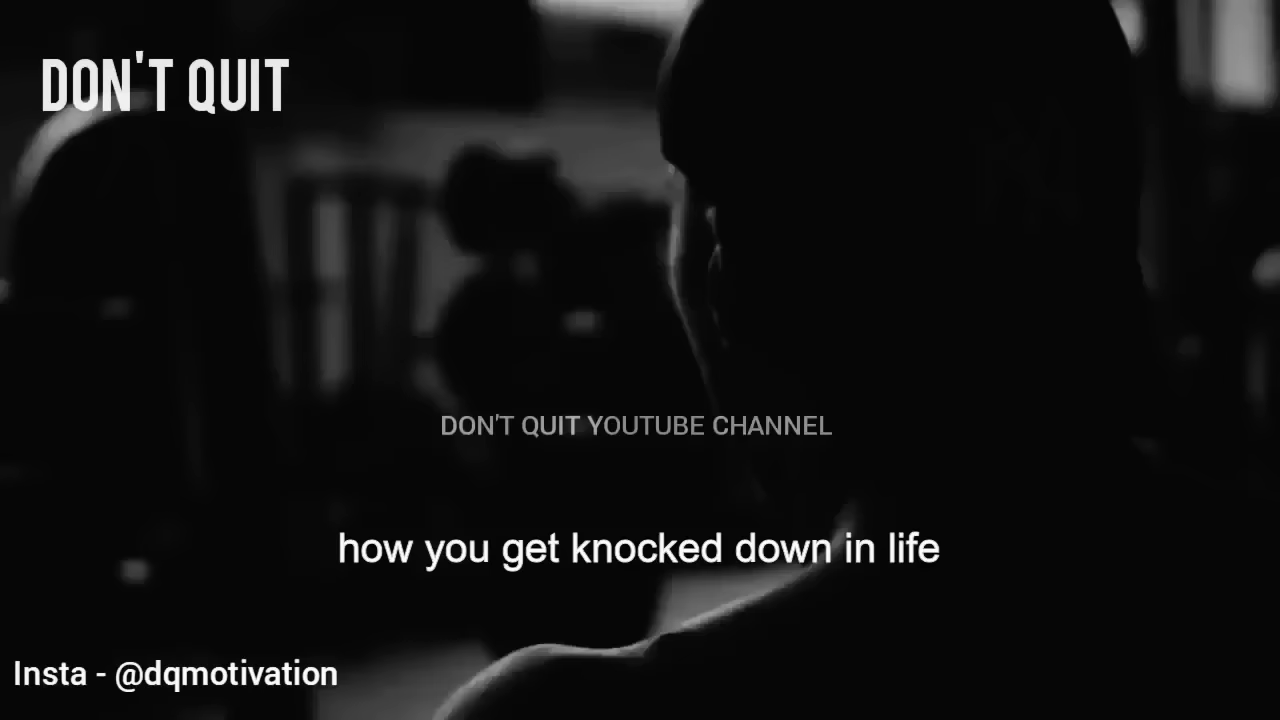 DON'T QUIT
DON'T QUIT YOUTUBE CHANNEL
how you get knocked down in life
Insta - @dqmotivation